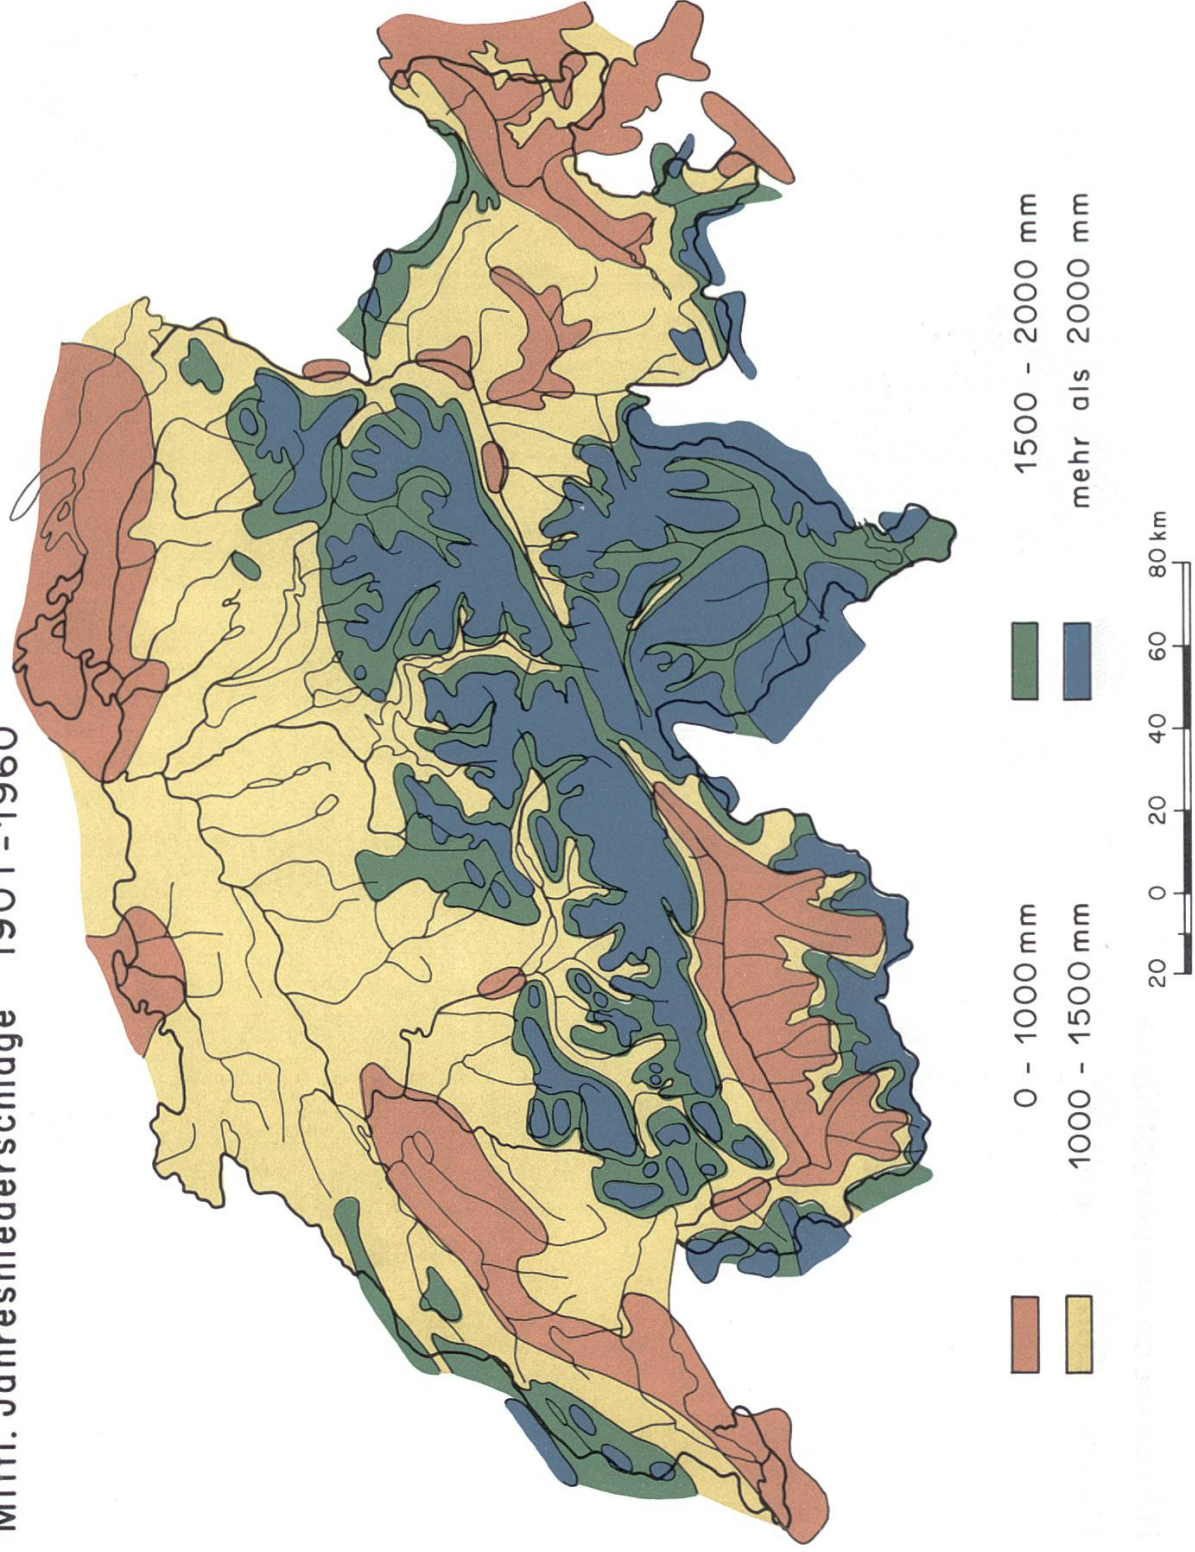 Mittl. Jahresniederschläge 1901-1960
0 - 1000 mm
1000 - 1500 mm
1500 - 2000 mm
mehr als 2000 mm
20 0 20 40 60 80 km